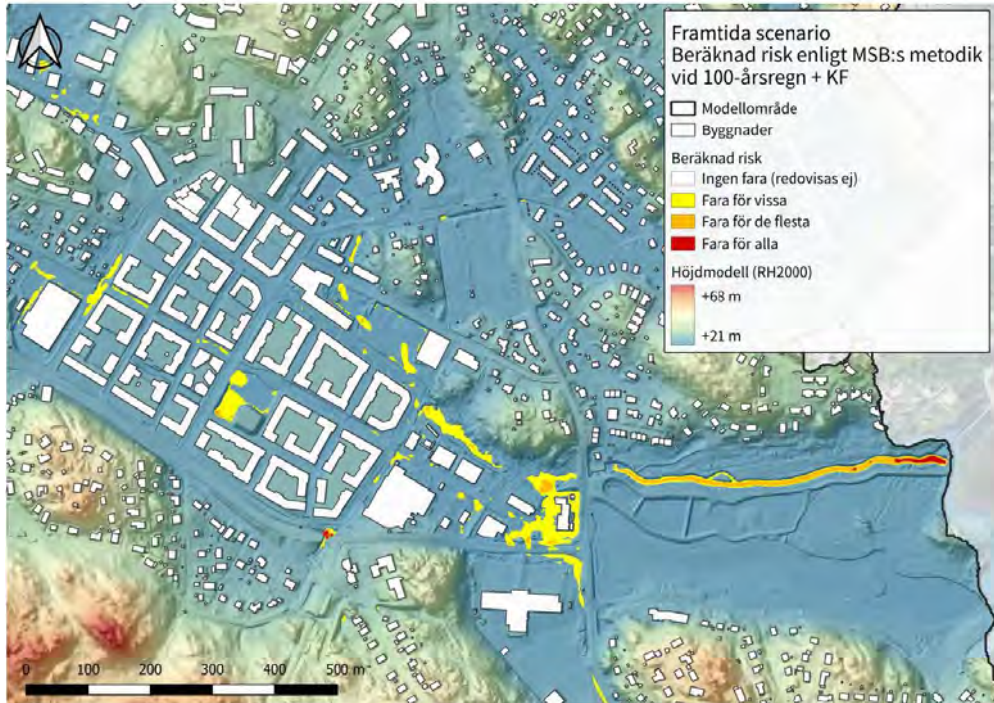 Framtida scenario
Beräknad risk enligt MSB:s metodik
vid 100-årsregn + KF
Modellområde
Byggnader
Beräknad risk
Ingen fara (redovisas ej)
Fara för vissa
Fara för de flesta
Fara för alla
Höjdmodell (RH2000)
+68 m
+21 m
0 100 200 300 400 500 m